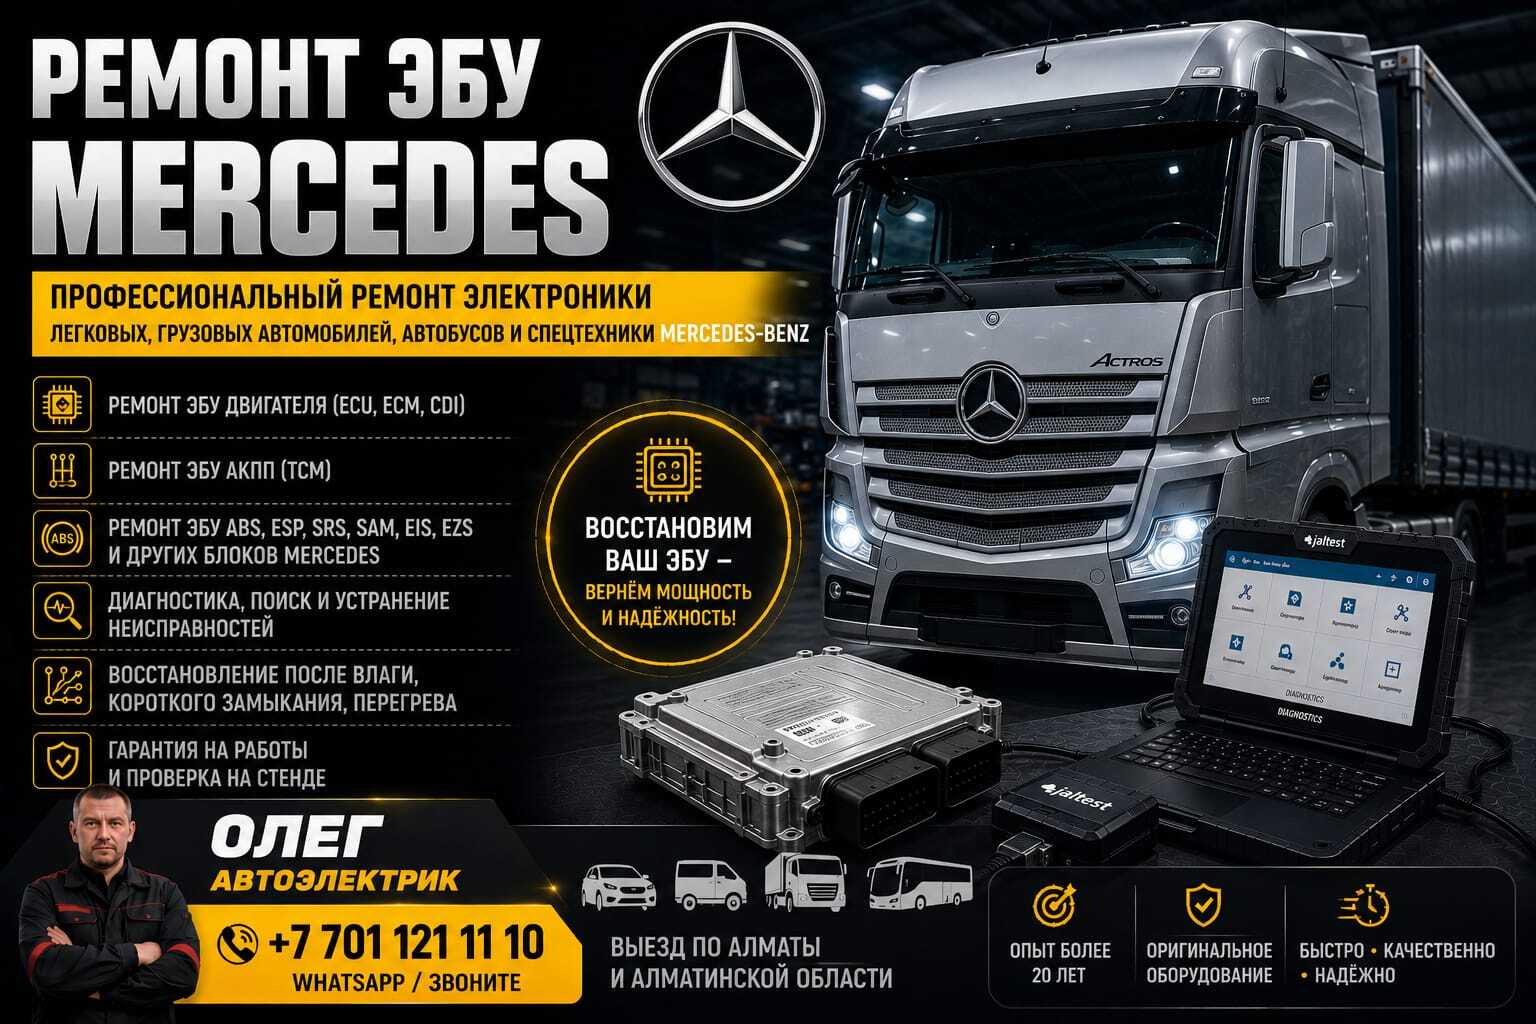 РЕМОНТ ЭБУ
MERCEDES
ПРОФЕССИОНАЛЬНЫЙ РЕМОНТ ЭЛЕКТРОНИКИ
ЛЕГКОВЫХ, ГРУЗОВЫХ АВТОМОБИЛЕЙ, АВТОБУСОВ И СПЕЦТЕХНИКИ MERCEDES-BENZ
РЕМОНТ ЭБУ ДВИГАТЕЛЯ (ECU, ECM, CDI)
РЕМОНТ ЭБУ АКПП (TCM)
ABS
РЕМОНТ ЭБУ ABS, ESP, SRS, SAM, EIS, EZS
И ДРУГИХ БЛОКОВ MERCEDES
ДИАГНОСТИКА, ПОИСК И УСТРАНЕНИЕ
НЕИСПРАВНОСТЕЙ
ВОССТАНОВЛЕНИЕ ПОСЛЕ ВЛАГИ,
КОРОТКОГО ЗАМЫКАНИЯ, ПЕРЕГРЕВА
ГАРАНТИЯ НА РАБОТЫ
И ПРОВЕРКА НА СТЕНДЕ
ВОССТАНОВИМ
ВАШ ЭБУ –
ВЕРНЁМ МОЩНОСТЬ
И НАДЁЖНОСТЬ!
ACTROS
jaltest
DIAGNOSTICS
DIAGNOSTICS
jaltest
ОЛЕГ
АВТОЭЛЕКТРИК
+7 701 121 11 10
WHATSAPP / ЗВОНИТЕ
ВЫЕЗД ПО АЛМАТЫ
И АЛМАТИНСКОЙ ОБЛАСТИ
ОПЫТ БОЛЕЕ
20 ЛЕТ
ОРИГИНАЛЬНОЕ
ОБОРУДОВАНИЕ
БЫСТРО • КАЧЕСТВЕННО
• НАДЁЖНО